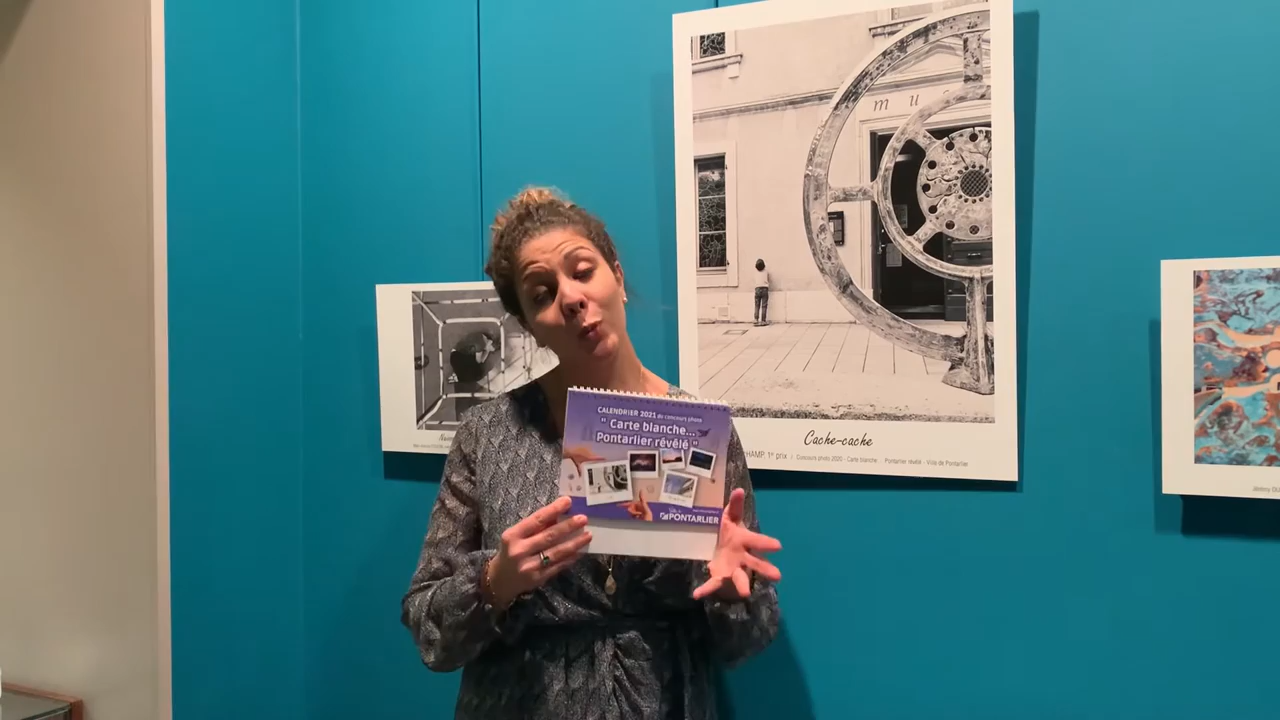 mu
CALENDRIER 2021 du concours photo
" Carte blanche...
Pontarlier révélé "
PONTARLIER
Cache-cache
HAMP, 1er prix / Concours photo 2020 - Carte blanche... Pontarlier révélé - Ville de Pontarlier
Jérémy